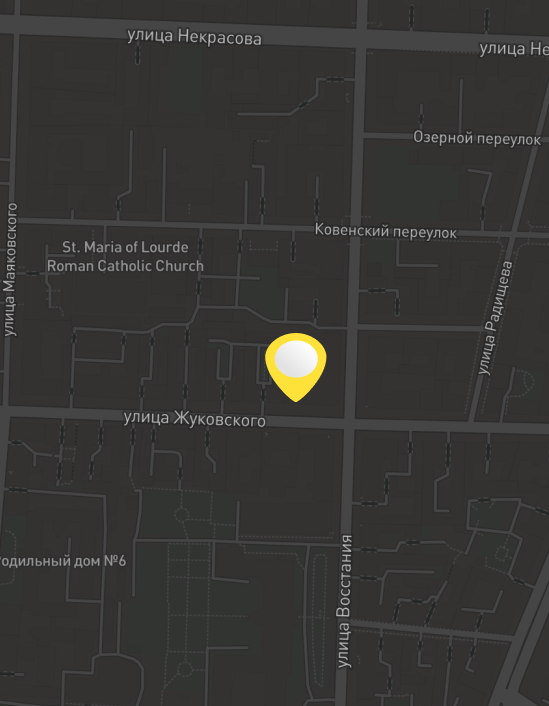 улица Некрасова
улица Не
Озерной переулок
улица Маяковского
St. Maria of Lourde
Roman Catholic Church
Ковенский переулок
улица Радищева
улица Жуковского
одильный дом №6
улица Восстания